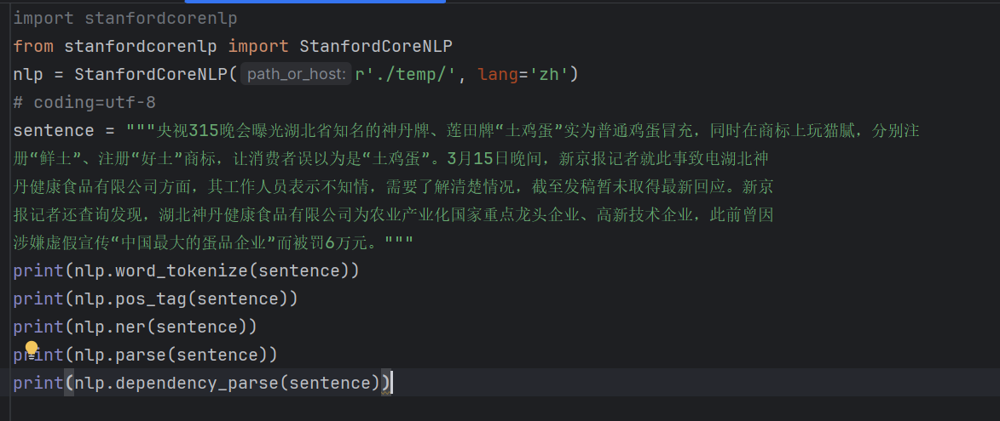 import stanfordcorenlp
from stanfordcorenlp import StanfordCoreNLP
nlp = StanfordCoreNLP( path_or_host: r'./temp/', lang='zh')
# coding=utf-8
sentence = """央视315晚会曝光湖北省知名的神丹牌、莲田牌“土鸡蛋”实为普通鸡蛋冒充，同时在商标上玩猫腻，分别注
册“鲜土”、注册“好土”商标，让消费者误以为是“土鸡蛋”。3月15日晚间，新京报记者就此事致电湖北神
丹健康食品有限公司方面，其工作人员表示不知情，需要了解清楚情况，截至发稿暂未取得最新回应。新京
报记者还查询发现，湖北神丹健康食品有限公司为农业产业化国家重点龙头企业、高新技术企业，此前曾因
涉嫌虚假宣传“中国最大的蛋品企业”而被罚6万元。"""
print(nlp.word_tokenize(sentence))
print(nlp.pos_tag(sentence))
print(nlp.ner(sentence))
print(nlp.parse(sentence))
print(nlp.dependency_parse(sentence))